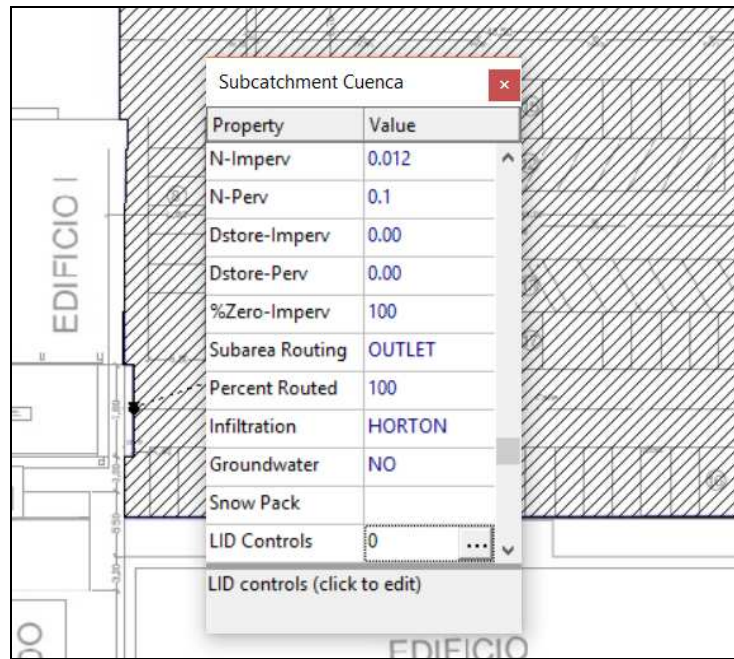 Subcatchment Cuenca
Property Value
N-Imperv 0.012
N-Perv 0.1
Dstore-Imperv 0.00
Dstore-Perv 0.00
%Zero-Imperv 100
Subarea Routing OUTLET
Percent Routed 100
Infiltration HORTON
Groundwater NO
Snow Pack
LID Controls 0 ...
LID controls (click to edit)
EDIFICIO I
DO
EDIFICIO